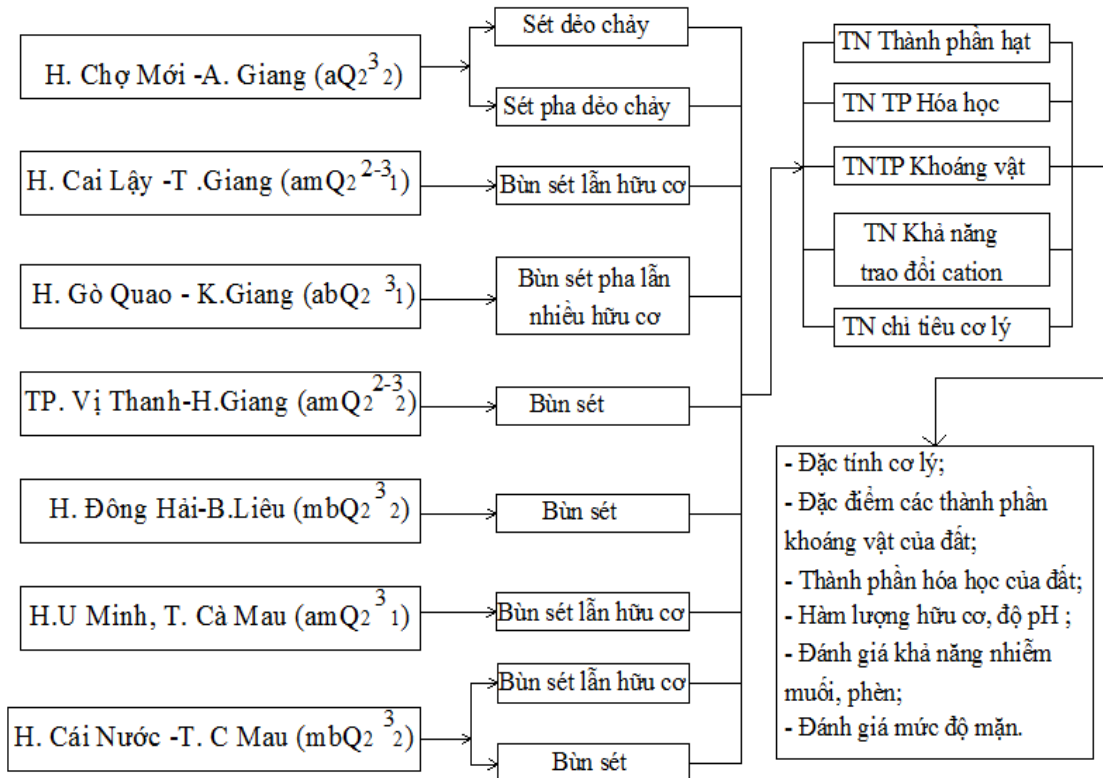 H. Chợ Mới -A. Giang (aQ2³2)
Sét dẻo chảy
Sét pha dẻo chảy
H. Cai Lậy -T .Giang (amQ2²⁻³1)
Bùn sét lẫn hữu cơ
H. Gò Quao - K.Giang (abQ2 ³1)
Bùn sét pha lẫn
nhiều hữu cơ
TP. Vị Thanh-H.Giang (amQ2²⁻³2)
Bùn sét
H. Đông Hải-B.Liêu (mbQ2³2)
Bùn sét
H.U Minh, T. Cà Mau (amQ2³1)
Bùn sét lẫn hữu cơ
H. Cái Nước -T. C Mau (mbQ2³2)
Bùn sét lẫn hữu cơ
Bùn sét
TN Thành phần hạt
TN TP Hóa học
TNTP Khoáng vật
TN Khả năng
trao đổi cation
TN chỉ tiêu cơ lý
- Đặc tính cơ lý;
- Đặc điểm các thành phần
khoáng vật của đất;
- Thành phần hóa học của đất;
- Hàm lượng hữu cơ, độ pH ;
- Đánh giá khả năng nhiễm
muối, phèn;
- Đánh giá mức độ mặn.